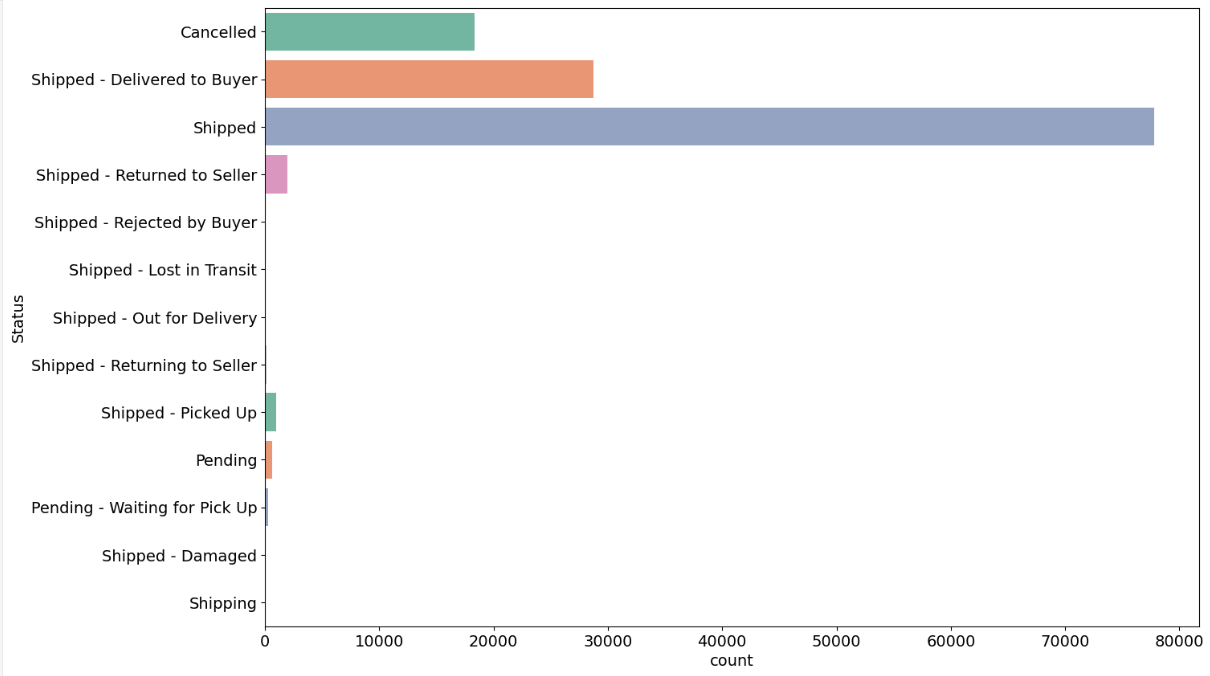 Cancelled
Shipped - Delivered to Buyer
Shipped
Shipped - Returned to Seller
Shipped - Rejected by Buyer
Shipped - Lost in Transit
Shipped - Out for Delivery
Shipped - Returning to Seller
Shipped - Picked Up
Pending
Pending - Waiting for Pick Up
Shipped - Damaged
Shipping
Status
0 10000 20000 30000 40000 50000 60000 70000 80000
count